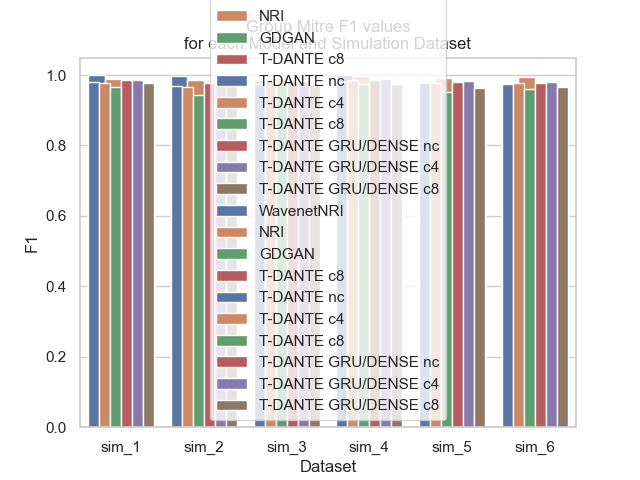 Group Mitre F1 values
for each Model and Simulation Dataset
NRI
GDGAN
T-DANTE c8
T-DANTE nc
T-DANTE c4
T-DANTE c8
T-DANTE GRU/DENSE nc
T-DANTE GRU/DENSE c4
T-DANTE GRU/DENSE c8
WavenetNRI
NRI
GDGAN
T-DANTE c8
T-DANTE nc
T-DANTE c4
T-DANTE c8
T-DANTE GRU/DENSE nc
T-DANTE GRU/DENSE c4
T-DANTE GRU/DENSE c8
F1
1.0
0.8
0.6
0.4
0.2
0.0
sim_1 sim_2 sim_3 sim_4 sim_5 sim_6
Dataset